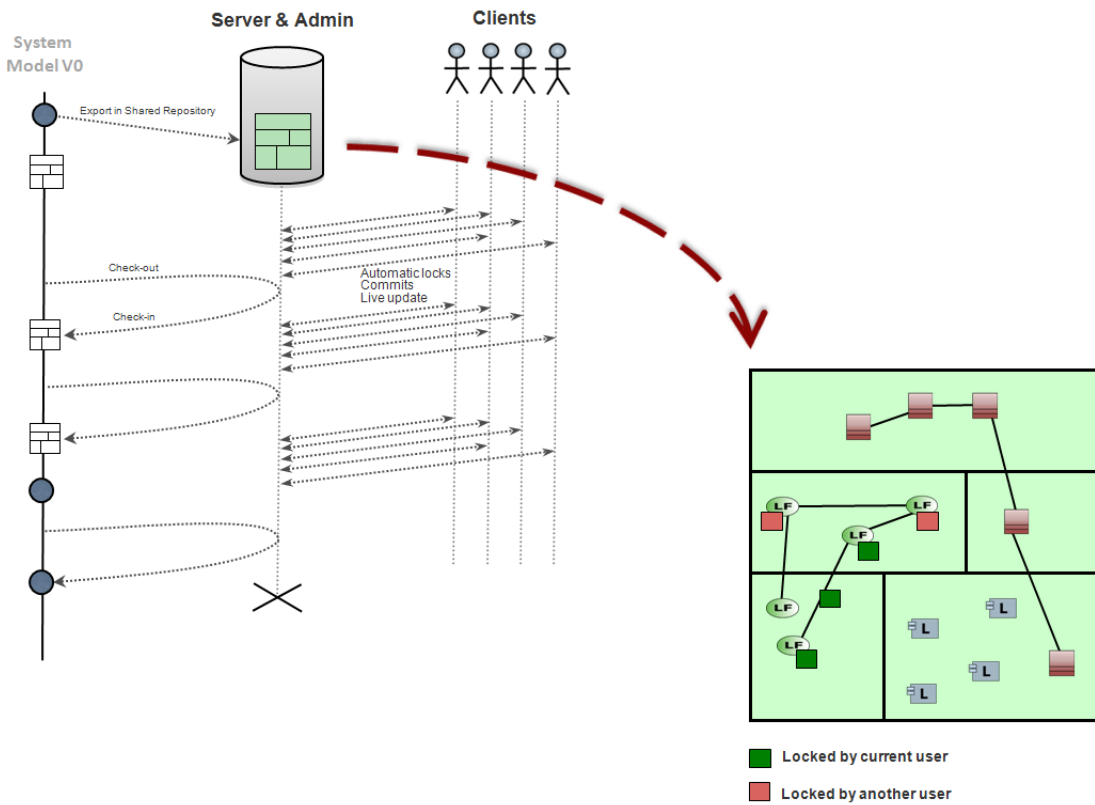 Server & Admin
Clients
System
Model V0
Export in Shared Repository
Check-out
Automatic locks
Commits
Live update
Check-in
LF
LF
LF
LF
LF
L
L
L
L
Locked by current user
Locked by another user